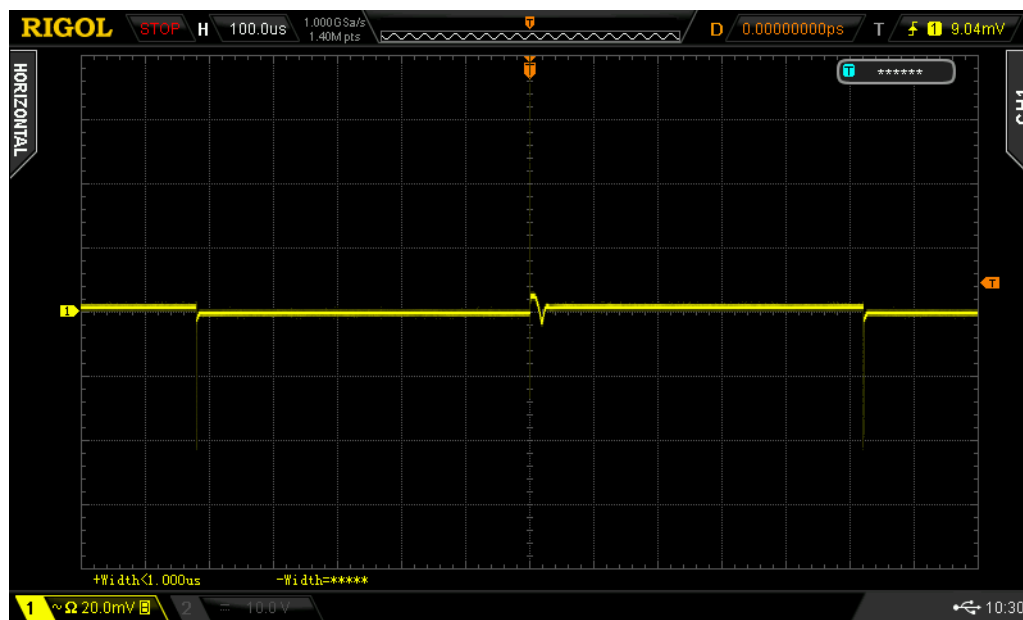 RIGOL STOP H 100.0us 1.000GSa/s D 0.00000000ps T 1 9.04mV
1.40M pts
T
T ******
HORIZONTAL
CH1
1
T
+Width<1.000us -Width=*****
1 ~Ω 20.0mV B 2 = 10.0V 10:30